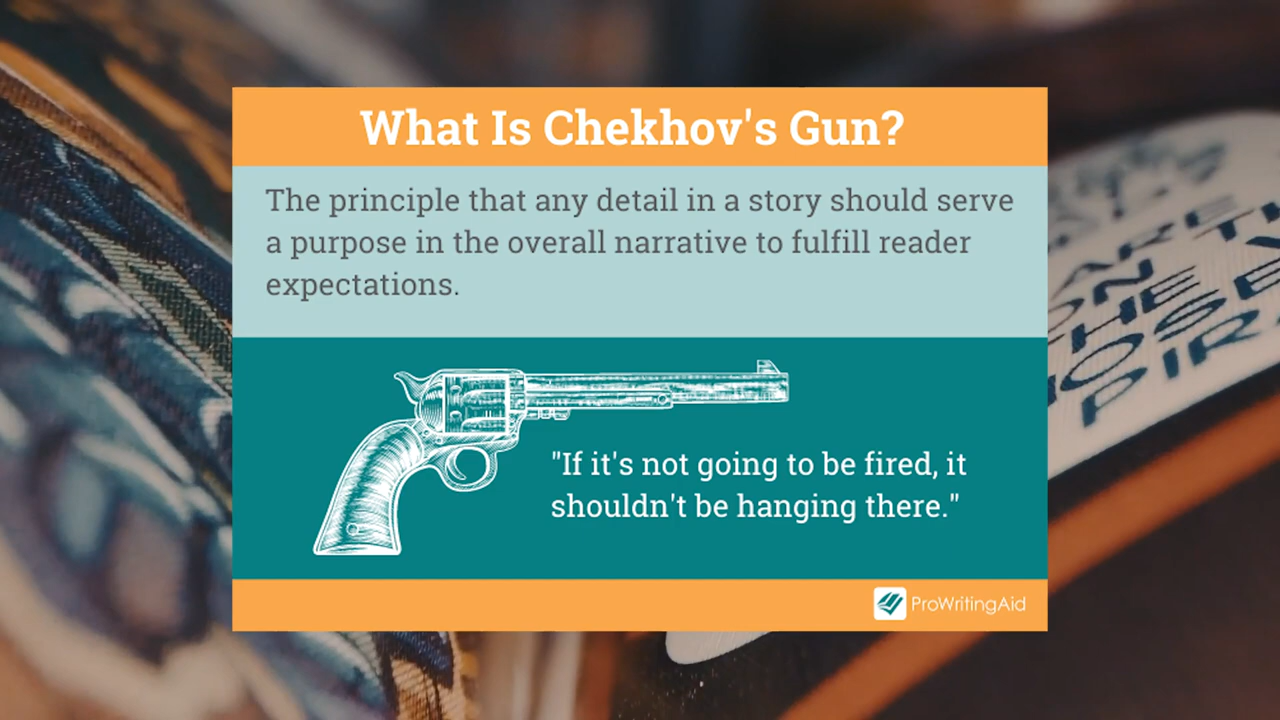 What Is Chekhov's Gun?
The principle that any detail in a story should serve
a purpose in the overall narrative to fulfill reader
expectations.
"If it's not going to be fired, it
shouldn't be hanging there."
ProWritingAid
THE